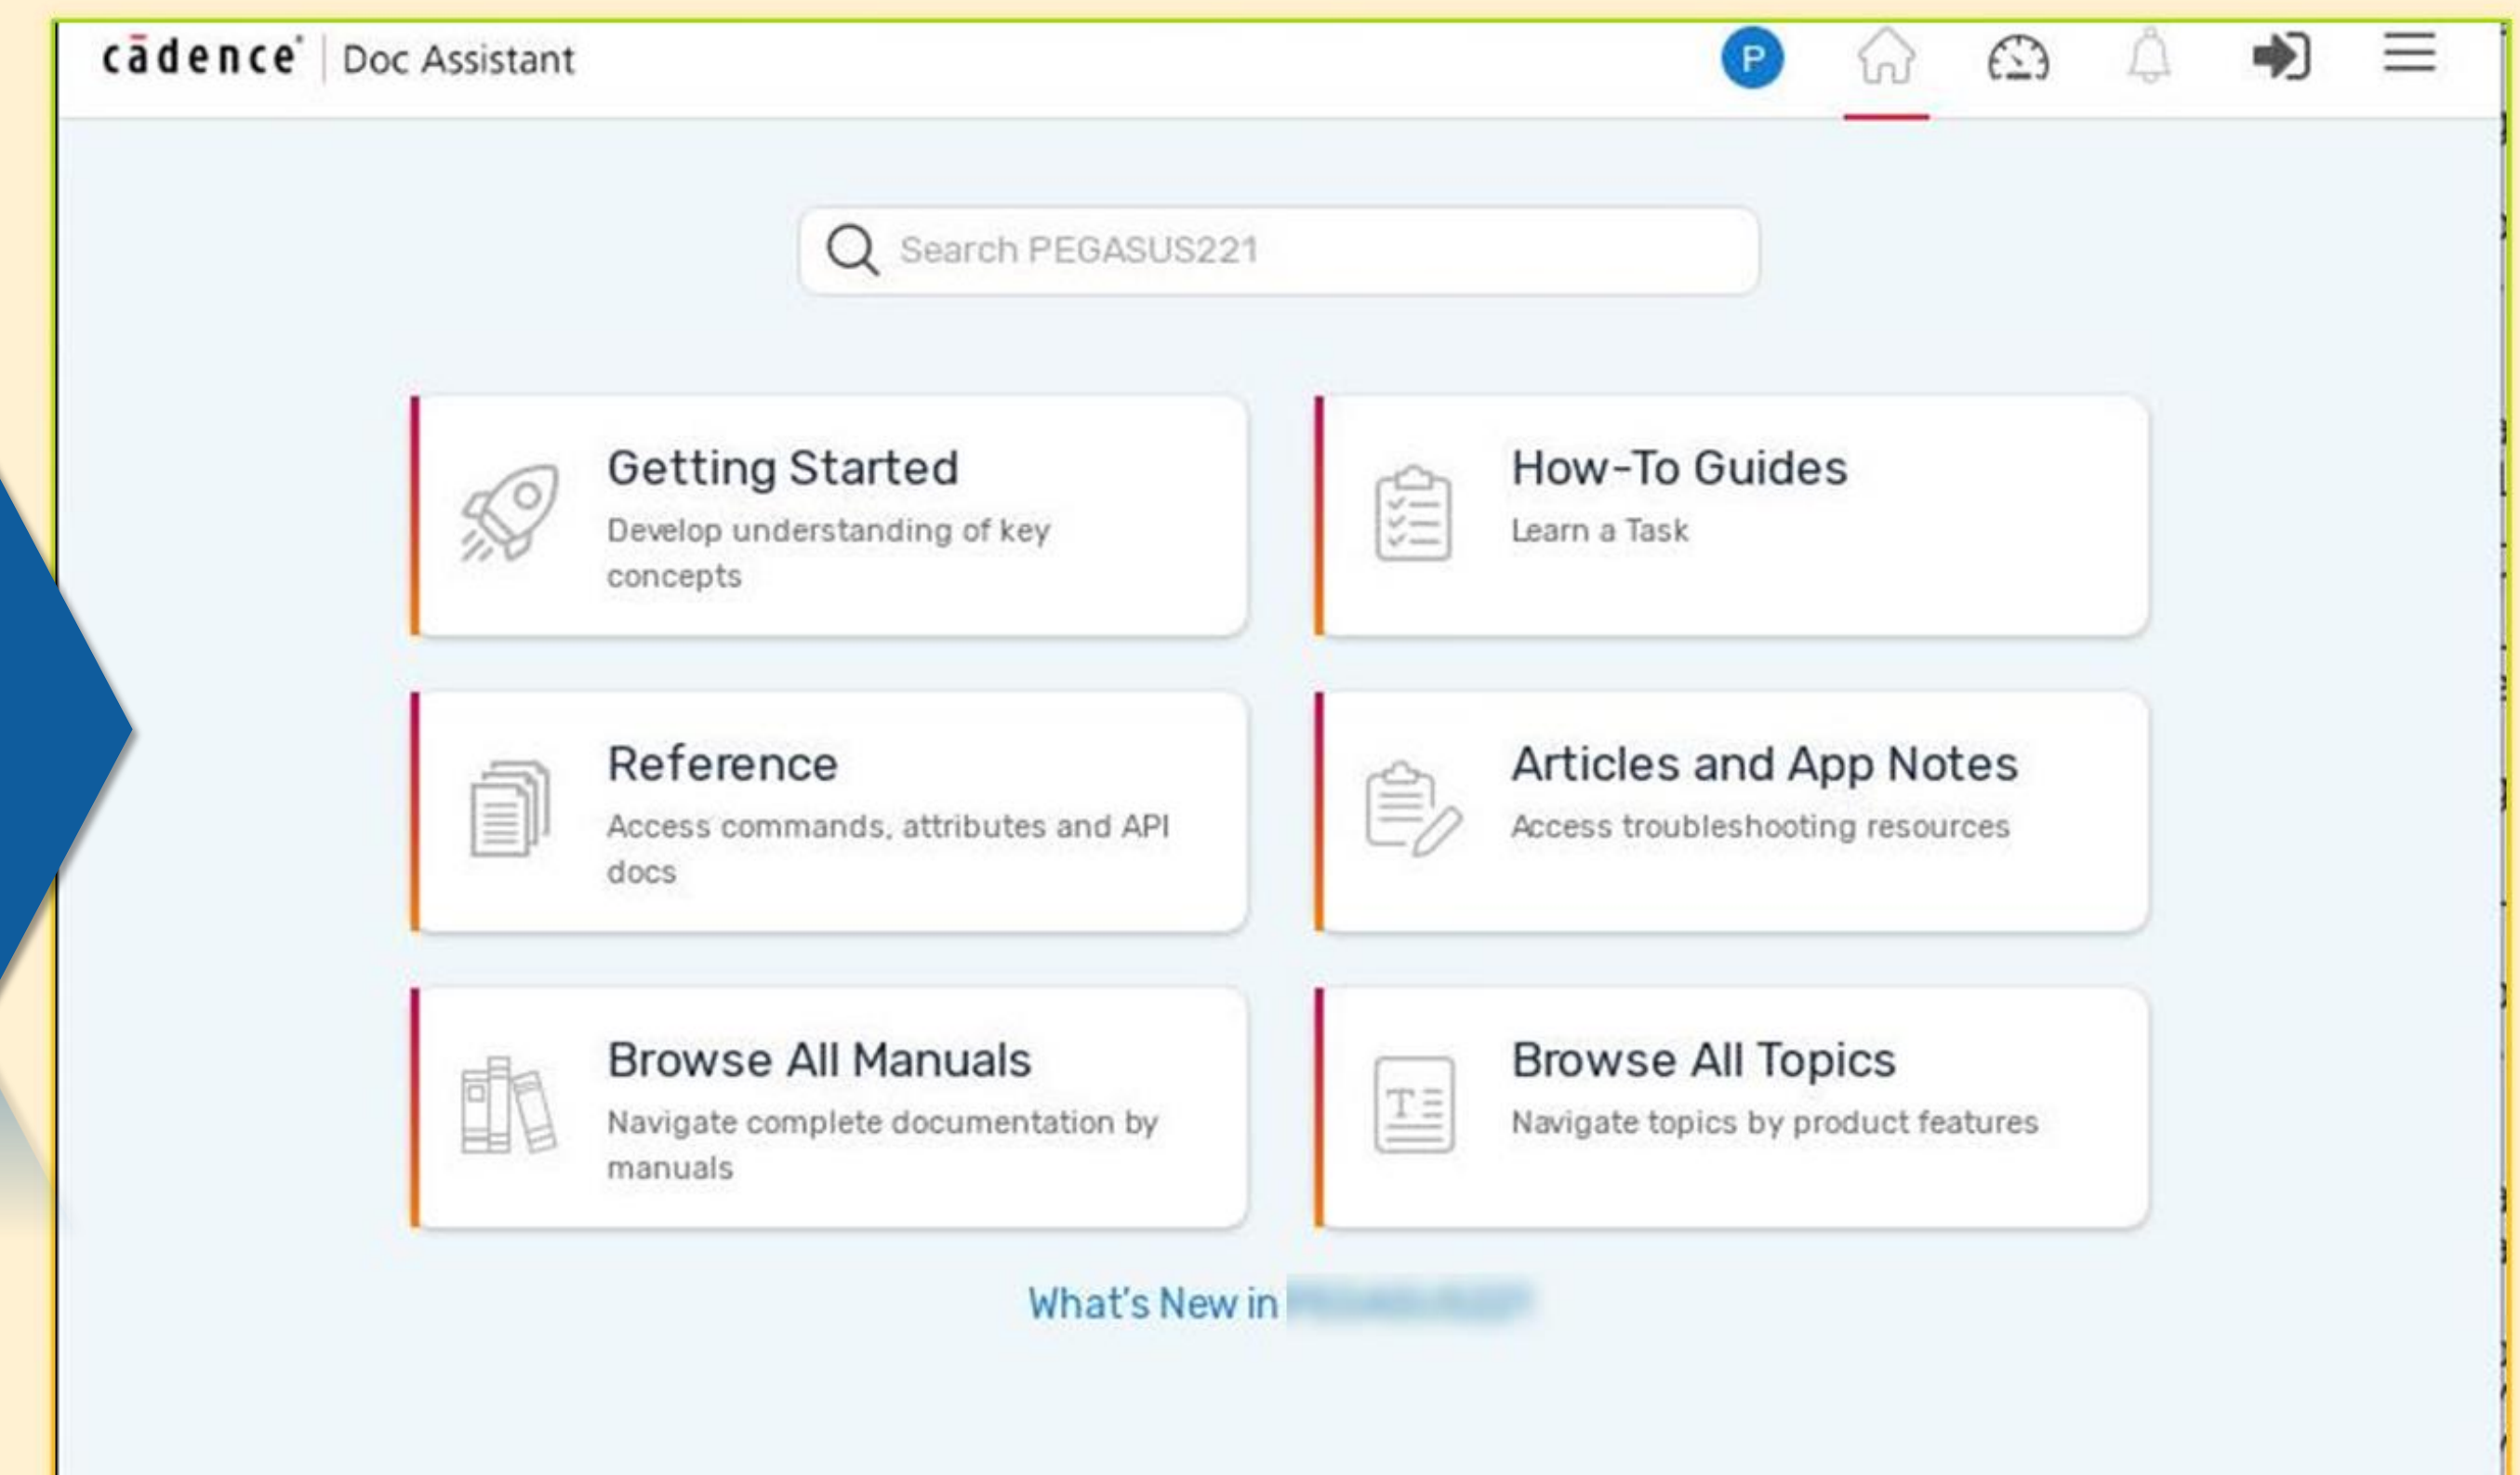 cādence® | Doc Assistant
P
Search PEGASUS221
Getting Started
Develop understanding of key
concepts
How-To Guides
Learn a Task
Reference
Access commands, attributes and API
docs
Articles and App Notes
Access troubleshooting resources
Browse All Manuals
Navigate complete documentation by
manuals
T
Browse All Topics
Navigate topics by product features
What's New in